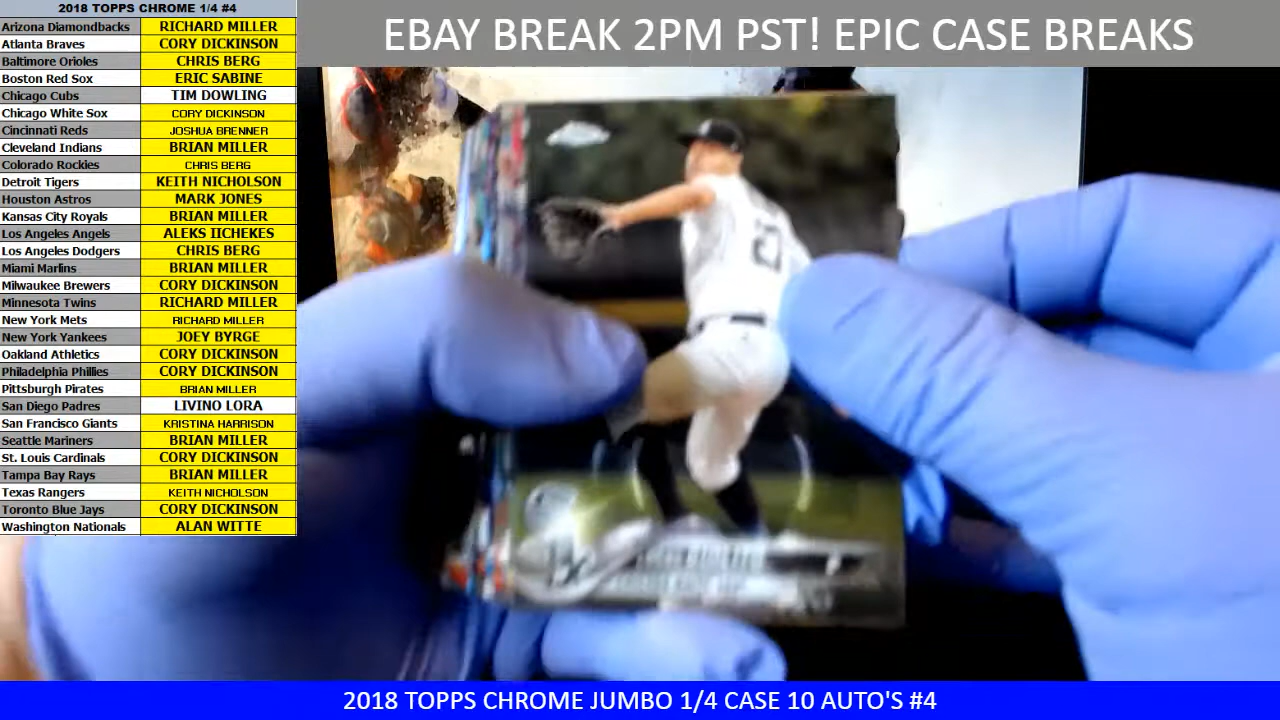 2018 TOPPS CHROME 1/4 #4
EBAY BREAK 2PM PST! EPIC CASE BREAKS
Arizona Diamondbacks RICHARD MILLER
Atlanta Braves CORY DICKINSON
Baltimore Orioles CHRIS BERG
Boston Red Sox ERIC SABINE
Chicago Cubs TIM DOWLING
Chicago White Sox CORY DICKINSON
Cincinnati Reds JOSHUA BRENNER
Cleveland Indians BRIAN MILLER
Colorado Rockies CHRIS BERG
Detroit Tigers KEITH NICHOLSON
Houston Astros MARK JONES
Kansas City Royals BRIAN MILLER
Los Angeles Angels ALEKS IICHEKES
Los Angeles Dodgers CHRIS BERG
Miami Marlins BRIAN MILLER
Milwaukee Brewers CORY DICKINSON
Minnesota Twins RICHARD MILLER
New York Mets RICHARD MILLER
New York Yankees JOEY BYRGE
Oakland Athletics CORY DICKINSON
Philadelphia Phillies CORY DICKINSON
Pittsburgh Pirates BRIAN MILLER
San Diego Padres LIVINO LORA
San Francisco Giants KRISTINA HARRISON
Seattle Mariners BRIAN MILLER
St. Louis Cardinals CORY DICKINSON
Tampa Bay Rays BRIAN MILLER
Texas Rangers KEITH NICHOLSON
Toronto Blue Jays CORY DICKINSON
Washington Nationals ALAN WITTE
2018 TOPPS CHROME JUMBO 1/4 CASE 10 AUTO'S #4